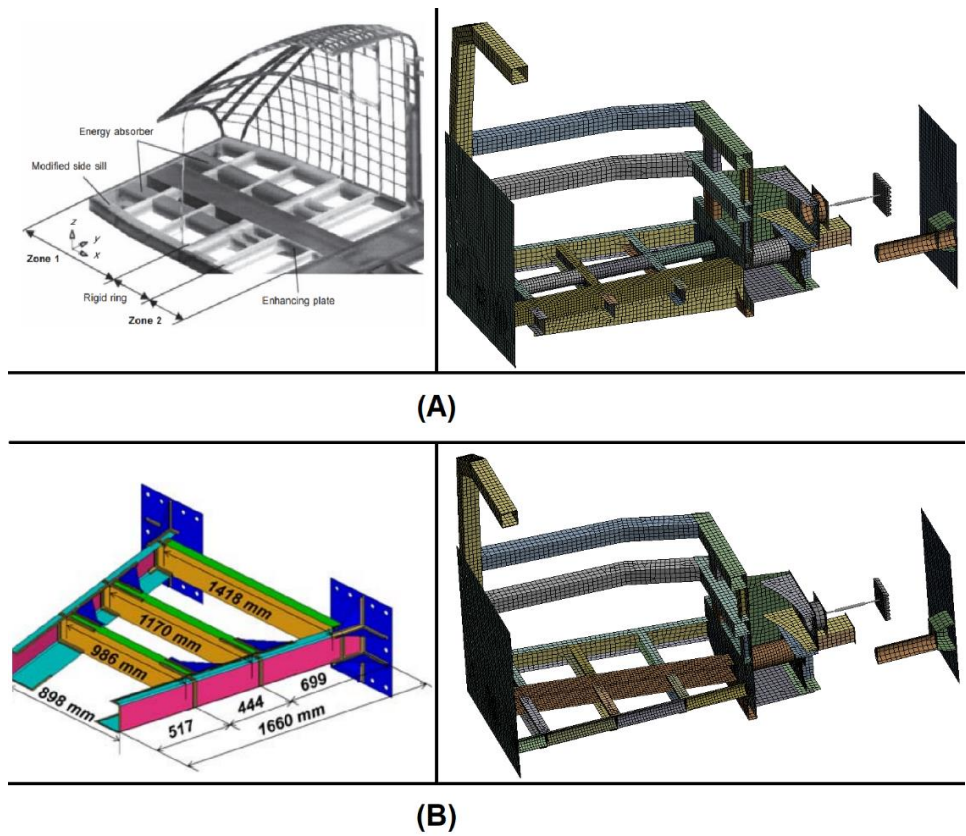 Energy absorber
Modified side sill
z
y
x
Zone 1
Rigid ring
Zone 2
Enhancing plate
(A)
1418 mm
1170 mm
986 mm
898 mm
517
444
699
1660 mm
(B)